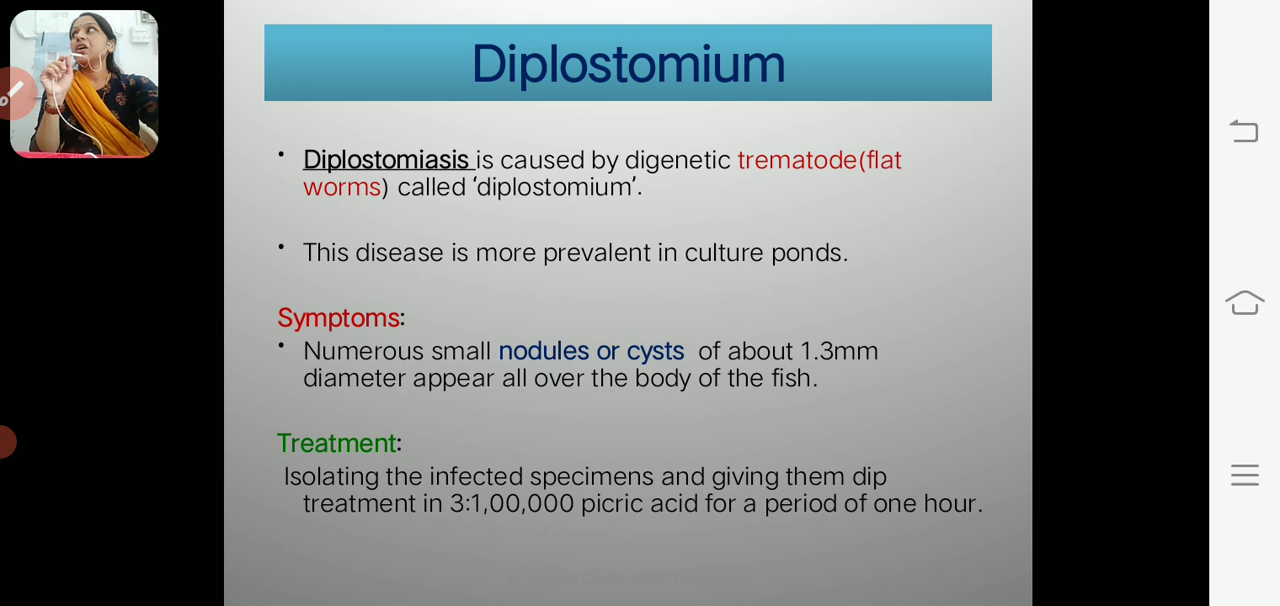 Diplostomium
• Diplostomiasis is caused by digenetic trematode(flat
worms) called ‘diplostomium’.
• This disease is more prevalent in culture ponds.
Symptoms:
• Numerous small nodules or cysts of about 1.3mm
diameter appear all over the body of the fish.
Treatment:
Isolating the infected specimens and giving them dip
treatment in 3:1,00,000 picric acid for a period of one hour.